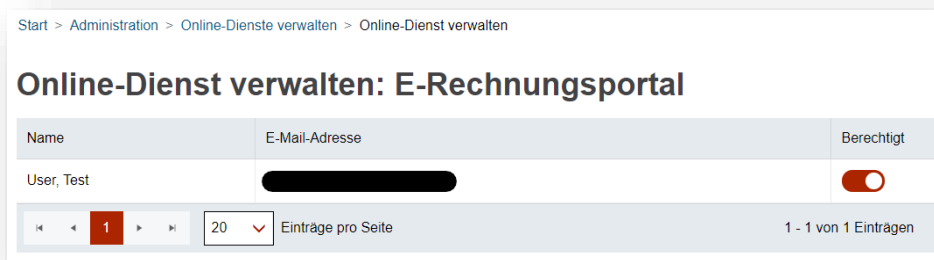 Start > Administration > Online-Dienste verwalten > Online-Dienst verwalten
Online-Dienst verwalten: E-Rechnungsportal
Name E-Mail-Adresse Berechtigt
User, Test
1 20 Einträge pro Seite 1 - 1 von 1 Einträgen